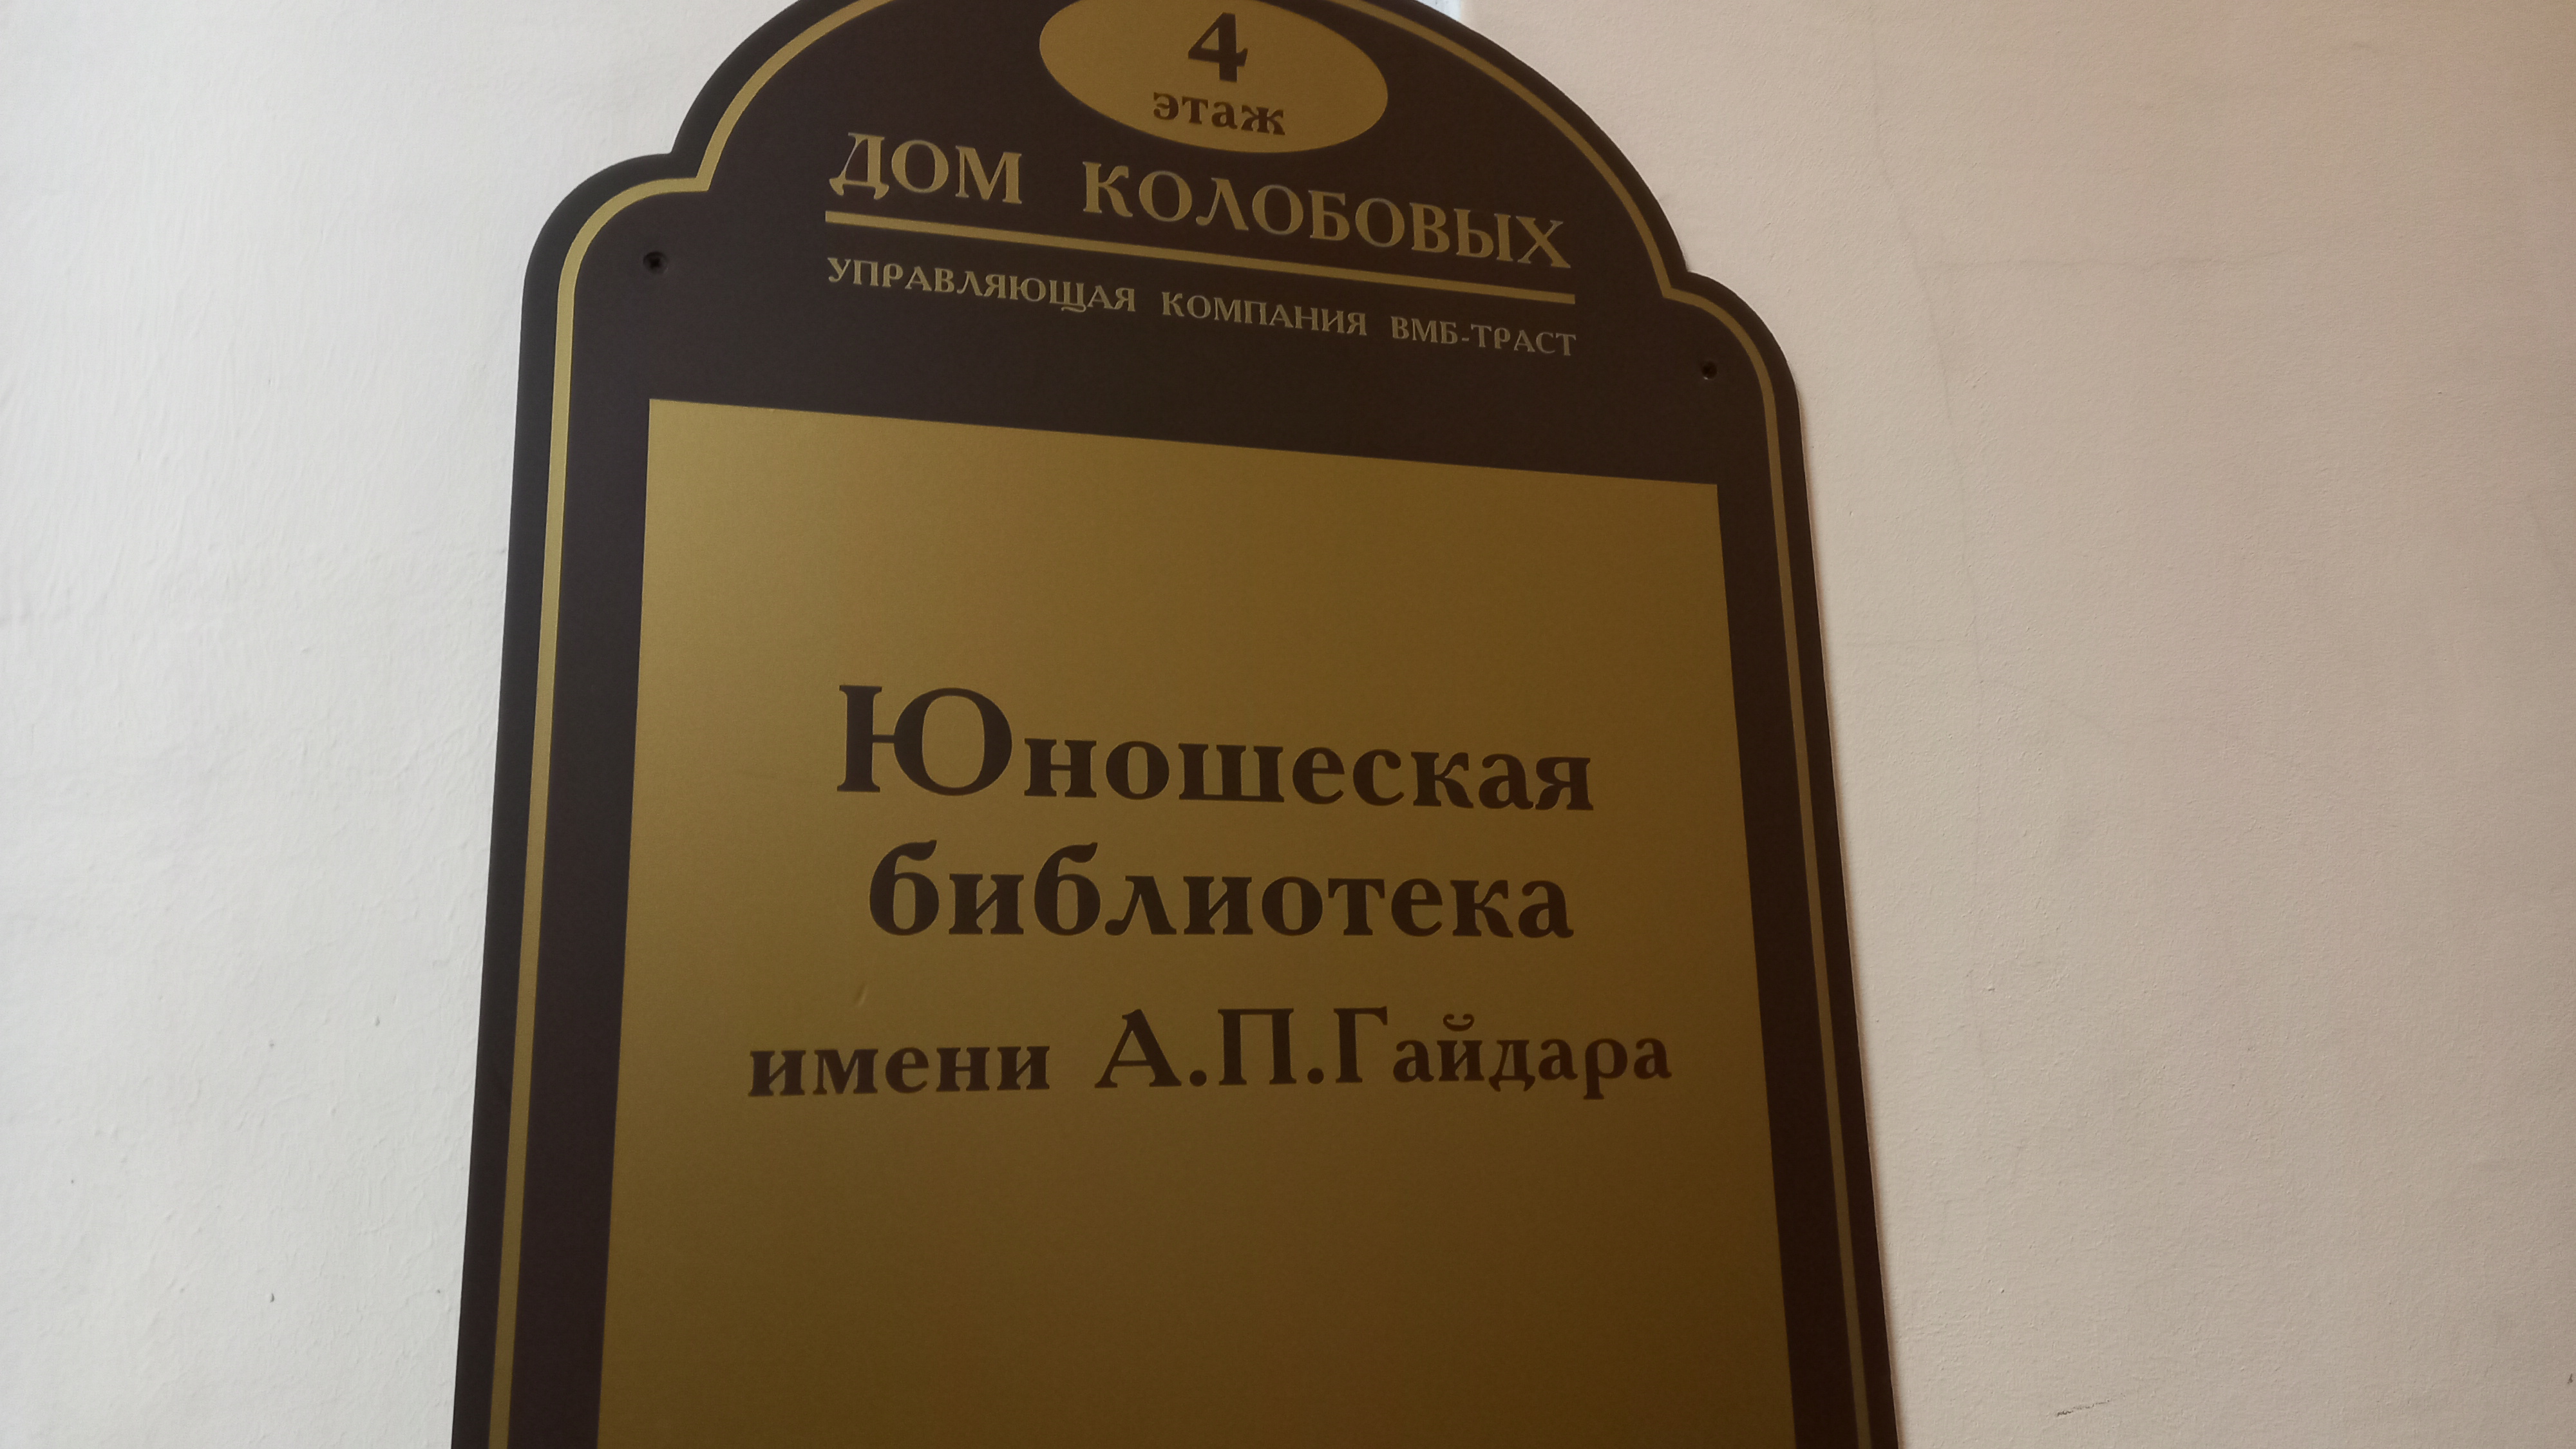 4
этаж
ДОМ КОЛОБОВЫХ
УПРАВЛЯЮЩАЯ КОМПАНИЯ ВМБ-ТРАСТ
Юношеская
библиотека
имени А.П.Гайдара